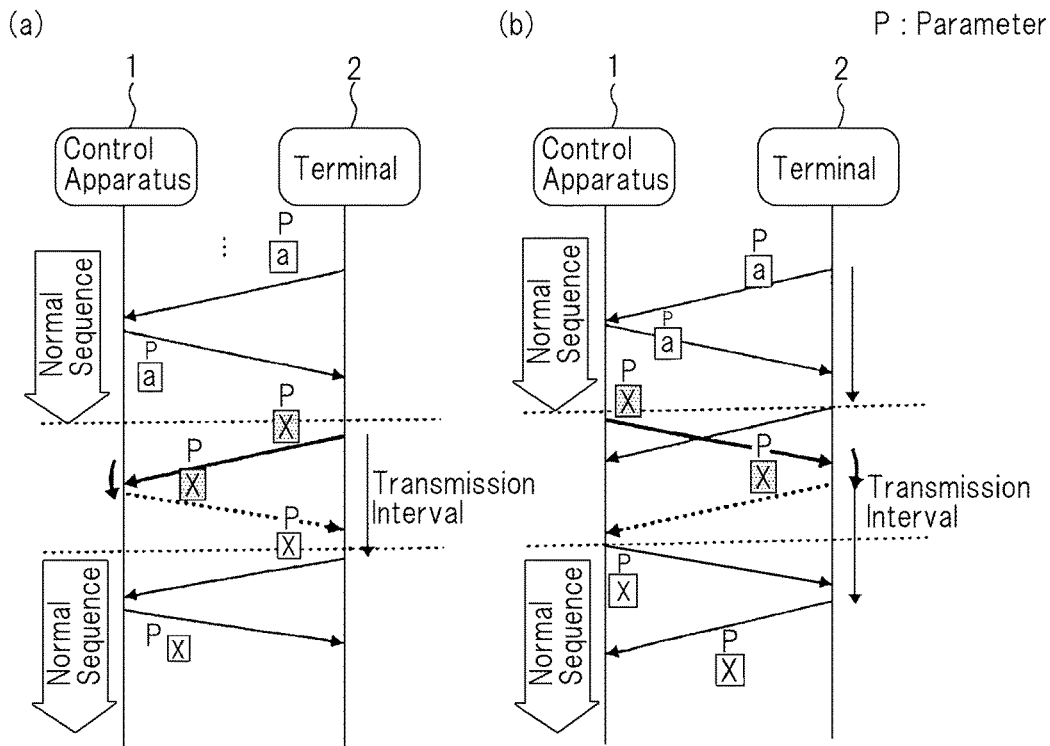 (a)
1
2
Control
Apparatus
Terminal
⋮
P
a
P
a
Normal
Sequence
P
X
P
X
Transmission
Interval
P
X
P
X
Normal
Sequence
(b)
P : Parameter
1
2
Control
Apparatus
Terminal
P
a
P
a
Normal
Sequence
P
X
P
X
Transmission
Interval
P
X
P
X
Normal
Sequence